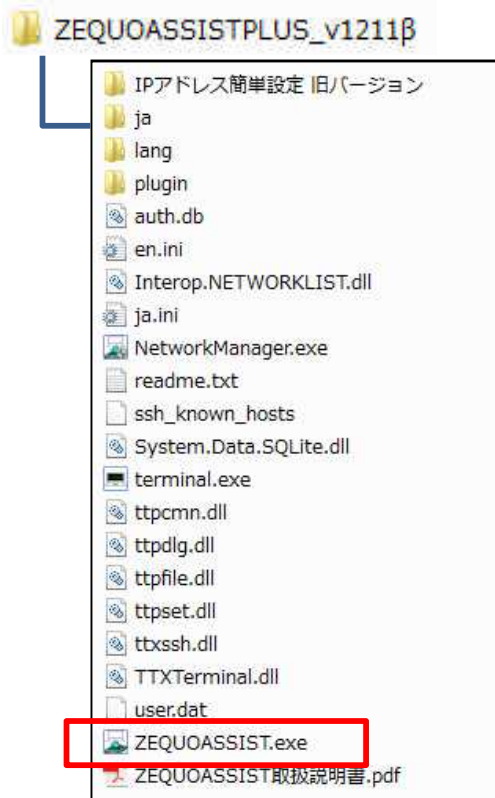 ZEQUOASSISTPLUS_v1211β
IPアドレス簡単設定 旧バージョン
ja
lang
plugin
auth.db
en.ini
Interop.NETWORKLIST.dll
ja.ini
NetworkManager.exe
readme.txt
ssh_known_hosts
System.Data.SQLite.dll
terminal.exe
ttpcmn.dll
ttpdlg.dll
ttpfile.dll
ttpset.dll
ttxssh.dll
TTXTerminal.dll
user.dat
ZEQUOASSIST.exe
ZEQUOASSIST取扱説明書.pdf